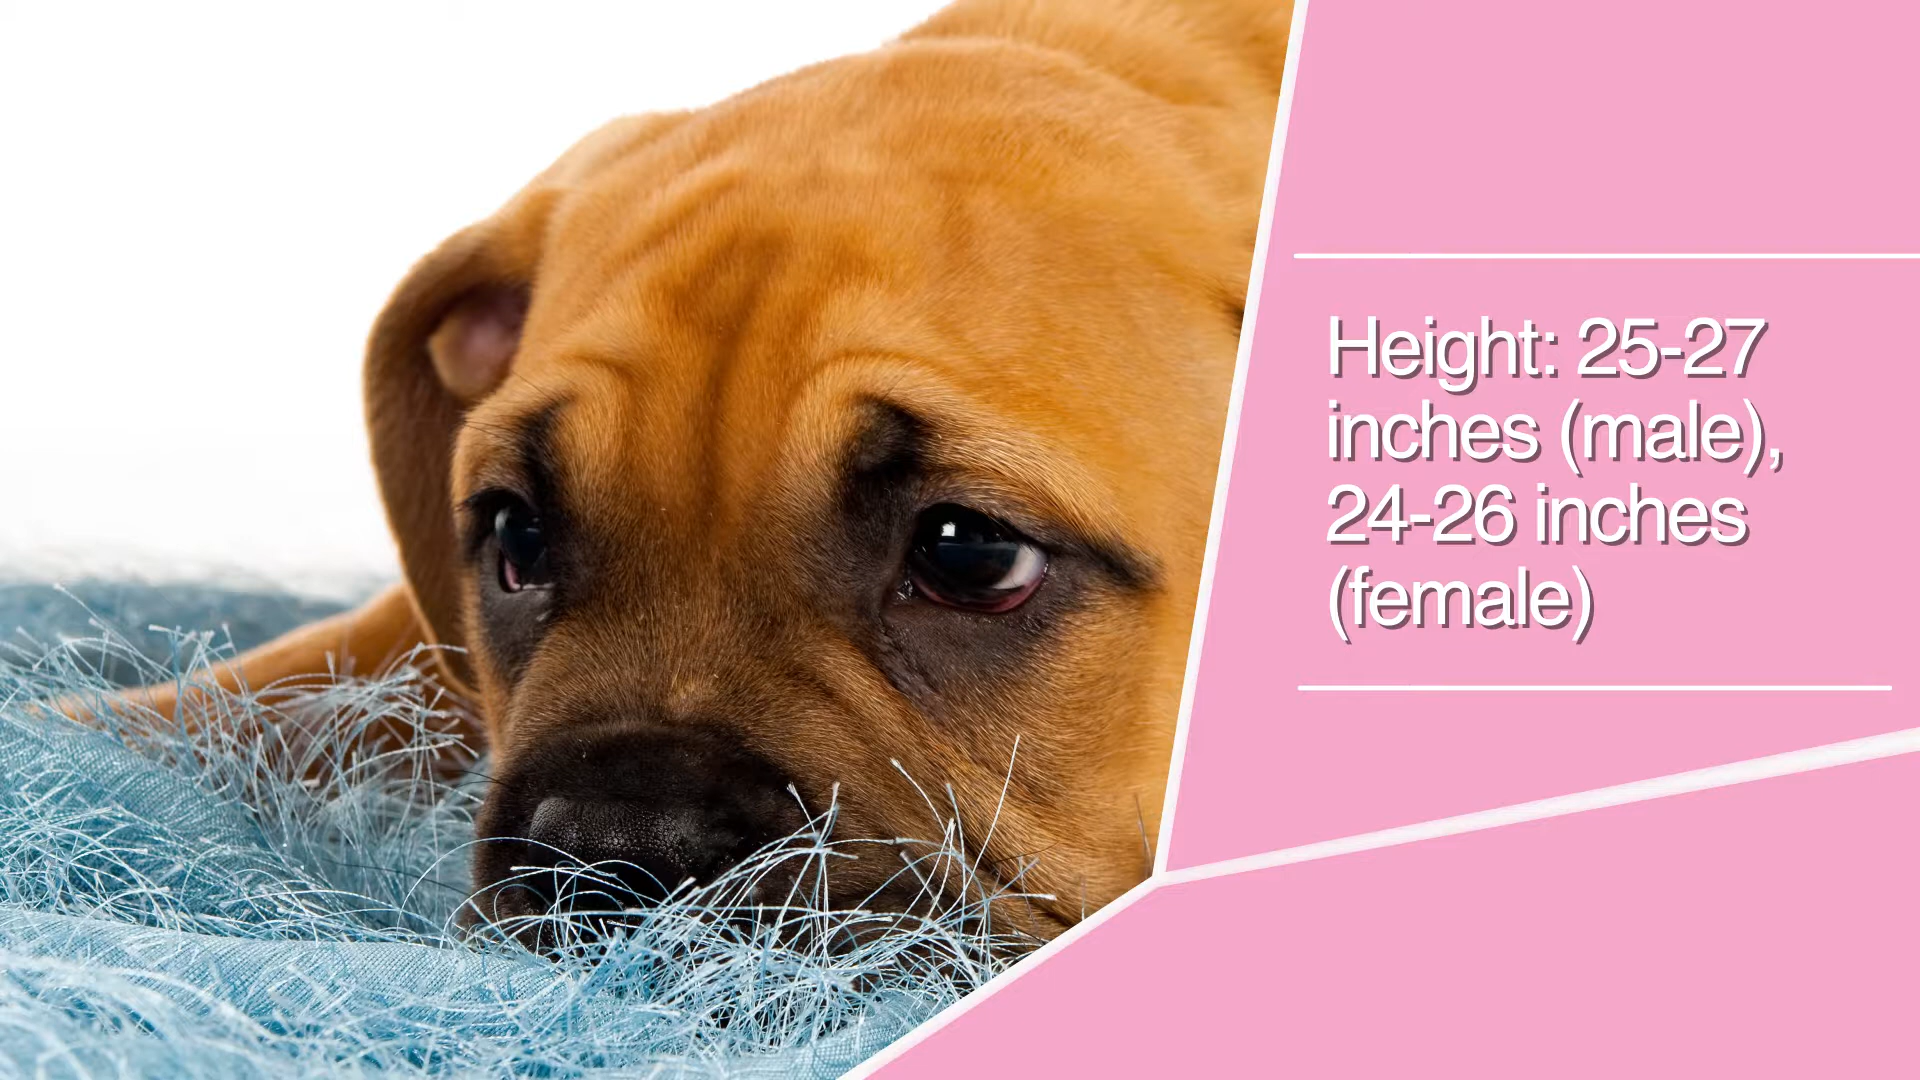 Height: 25-27
inches (male),
24-26 inches
(female)